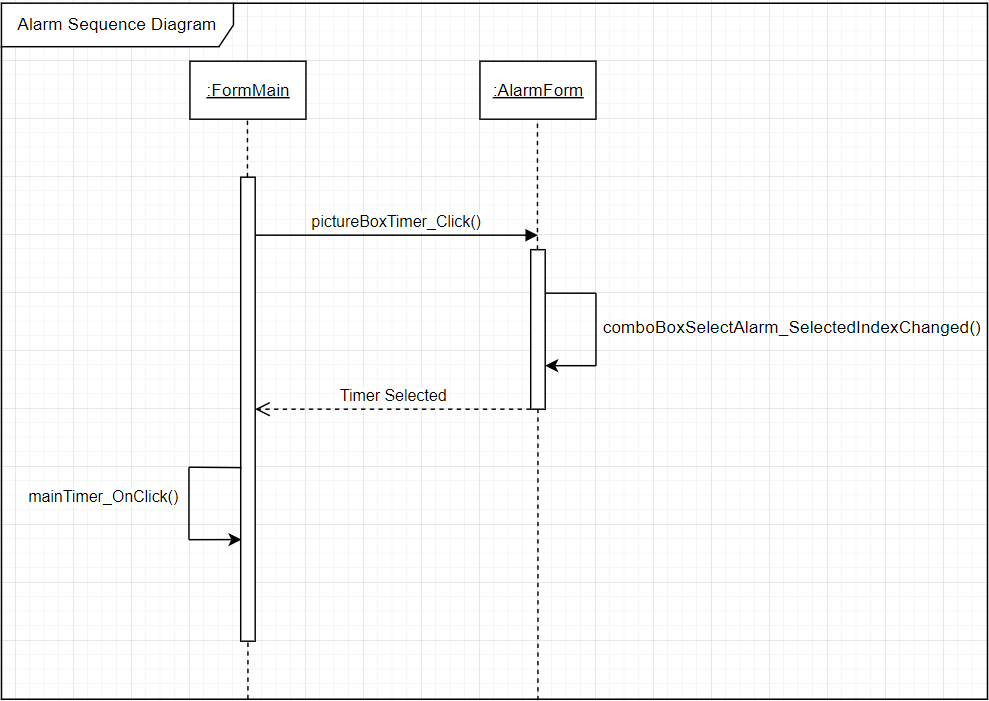 Alarm Sequence Diagram
:FormMain
:AlarmForm
pictureBoxTimer_Click()
comboBoxSelectAlarm_SelectedIndexChanged()
Timer Selected
mainTimer_OnClick()